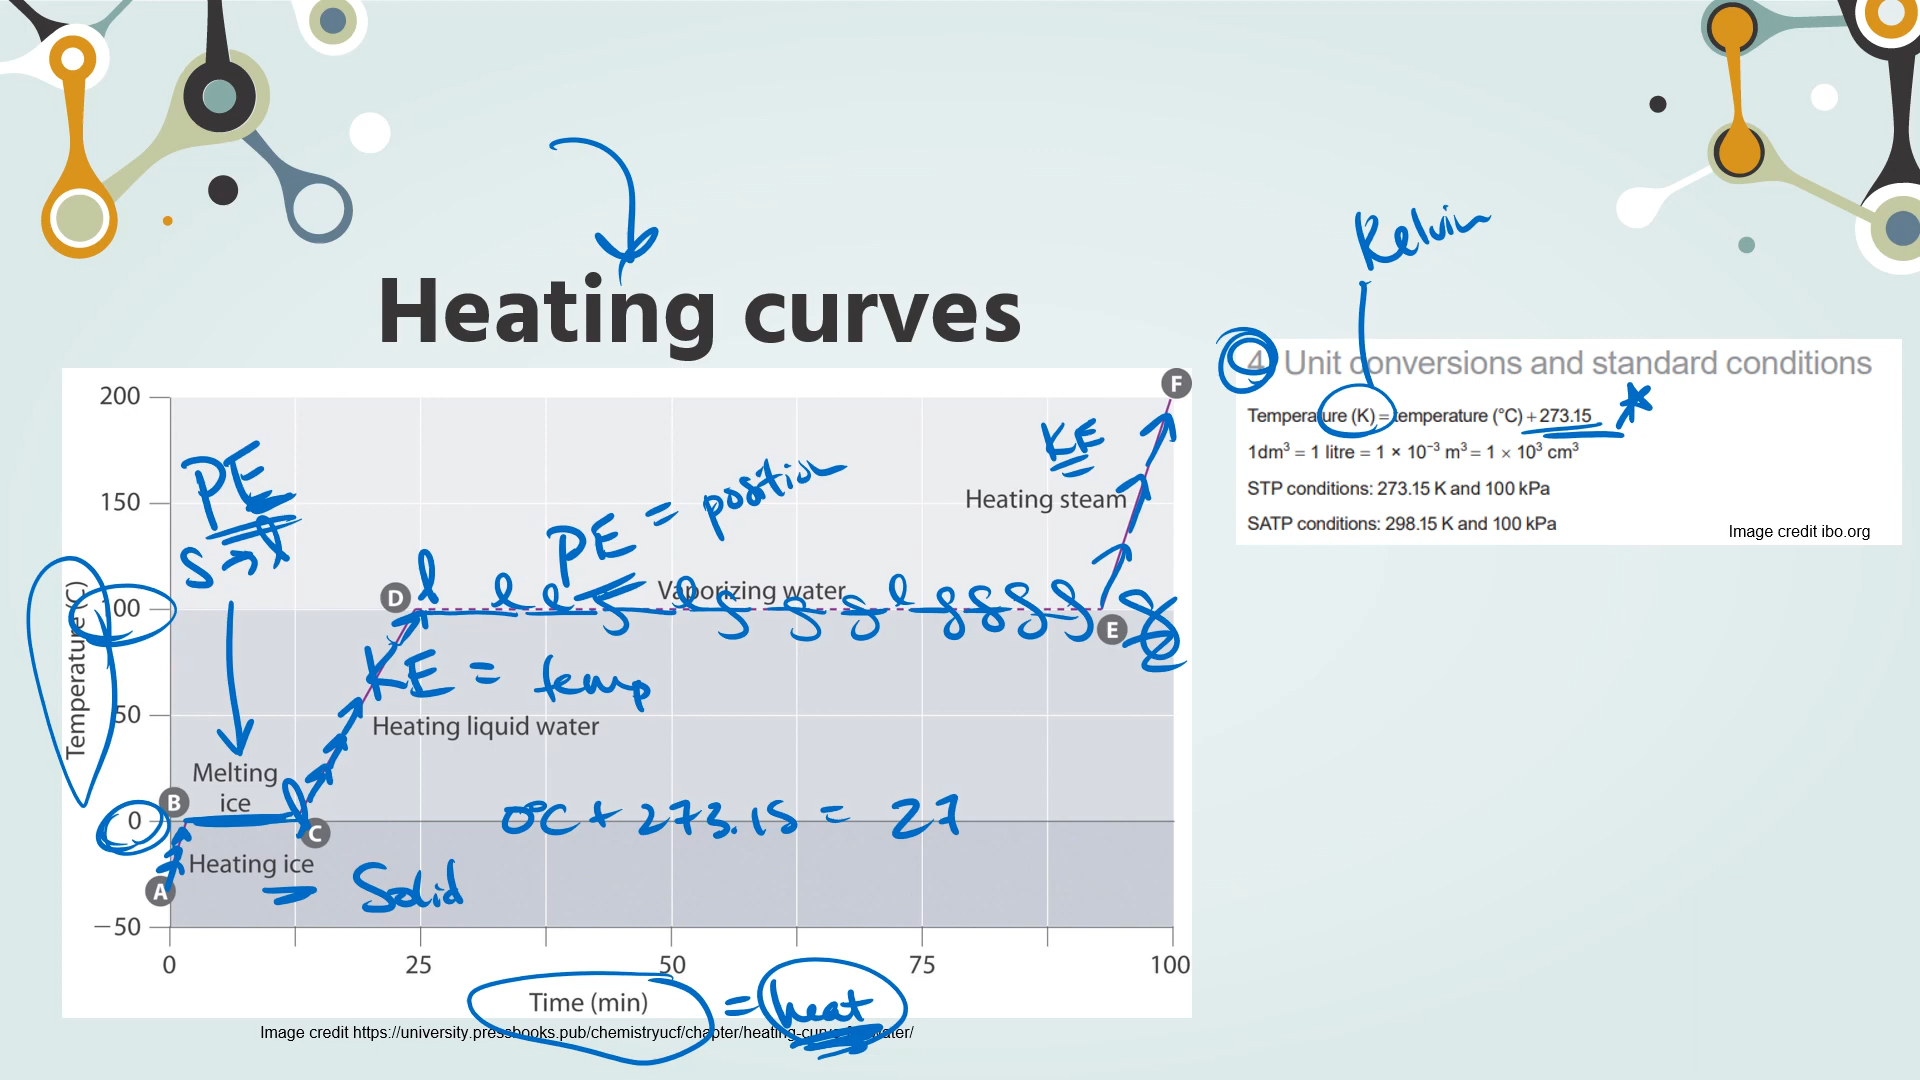 Kelvin
Heating curves
4. Unit conversions and standard conditions
Temperature (K) = temperature (°C) + 273.15
1dm³ = 1 litre = 1 × 10⁻³ m³ = 1 × 10³ cm³
STP conditions: 273.15 K and 100 kPa
SATP conditions: 298.15 K and 100 kPa
Image credit ibo.org
Temperature (C)
200
150
100
50
0
−50
F
KE
Heating steam
PE
s → l
PE = position
Vaporizing water
D
l l l g l g g g l g g g g g
E
KE = temp
Heating liquid water
Melting
ice
B
l
C
0°C + 273.15 = 27
Heating ice
= Solid
A
0 25 50 75 100
Time (min) = heat
Image credit https://university.pressbooks.pub/chemistryucf/chapter/heating-curve-for-water/